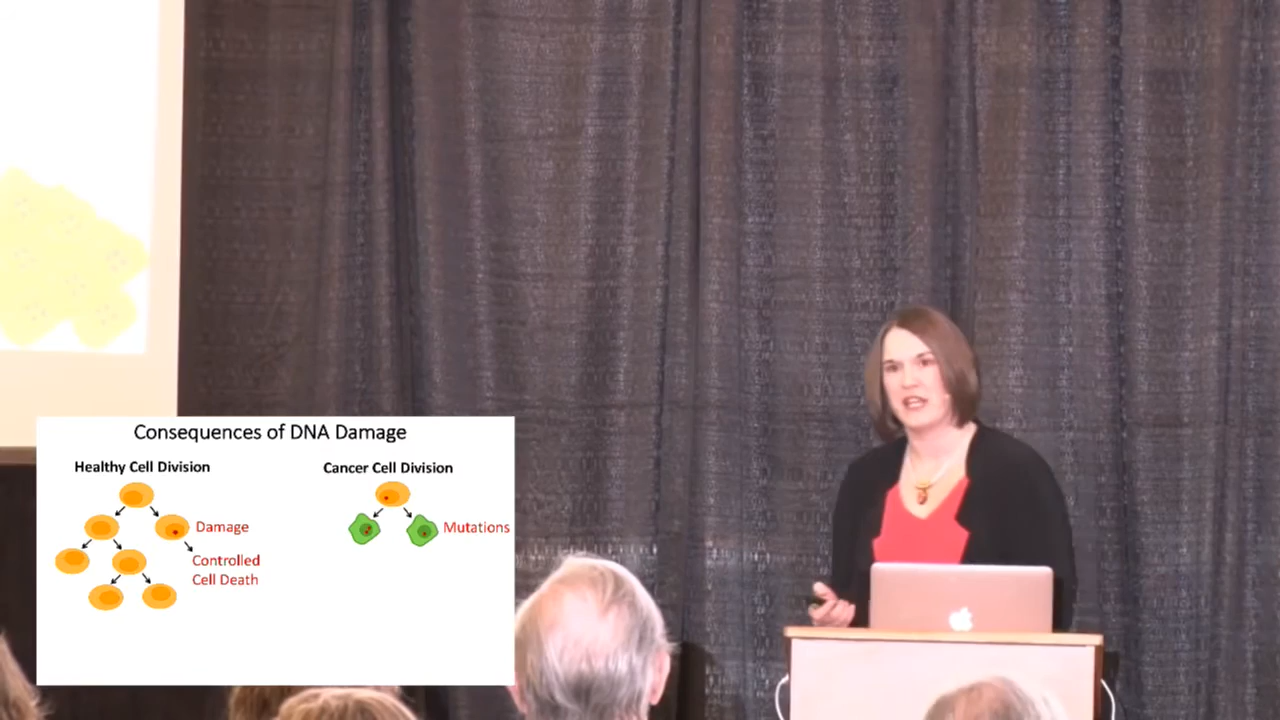 Consequences of DNA Damage
Healthy Cell Division
Cancer Cell Division
Damage
Controlled
Cell Death
Mutations